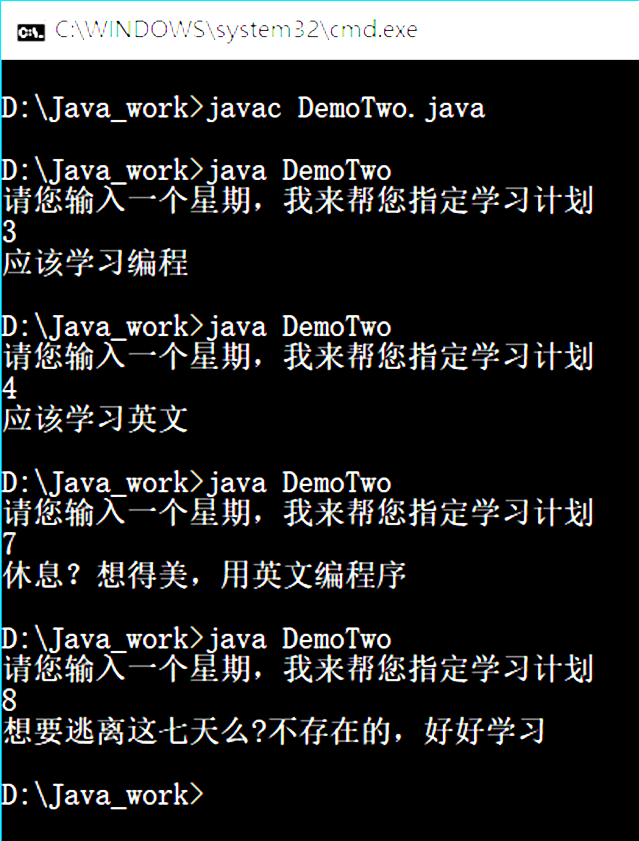 C:\WINDOWS\system32\cmd.exe
D:\Java_work>javac DemoTwo.java
D:\Java_work>java DemoTwo
请您输入一个星期，我来帮您指定学习计划
3
应该学习编程
D:\Java_work>java DemoTwo
请您输入一个星期，我来帮您指定学习计划
4
应该学习英文
D:\Java_work>java DemoTwo
请您输入一个星期，我来帮您指定学习计划
7
休息？想得美，用英文编程序
D:\Java_work>java DemoTwo
请您输入一个星期，我来帮您指定学习计划
8
想要逃离这七天么?不存在的，好好学习
D:\Java_work>